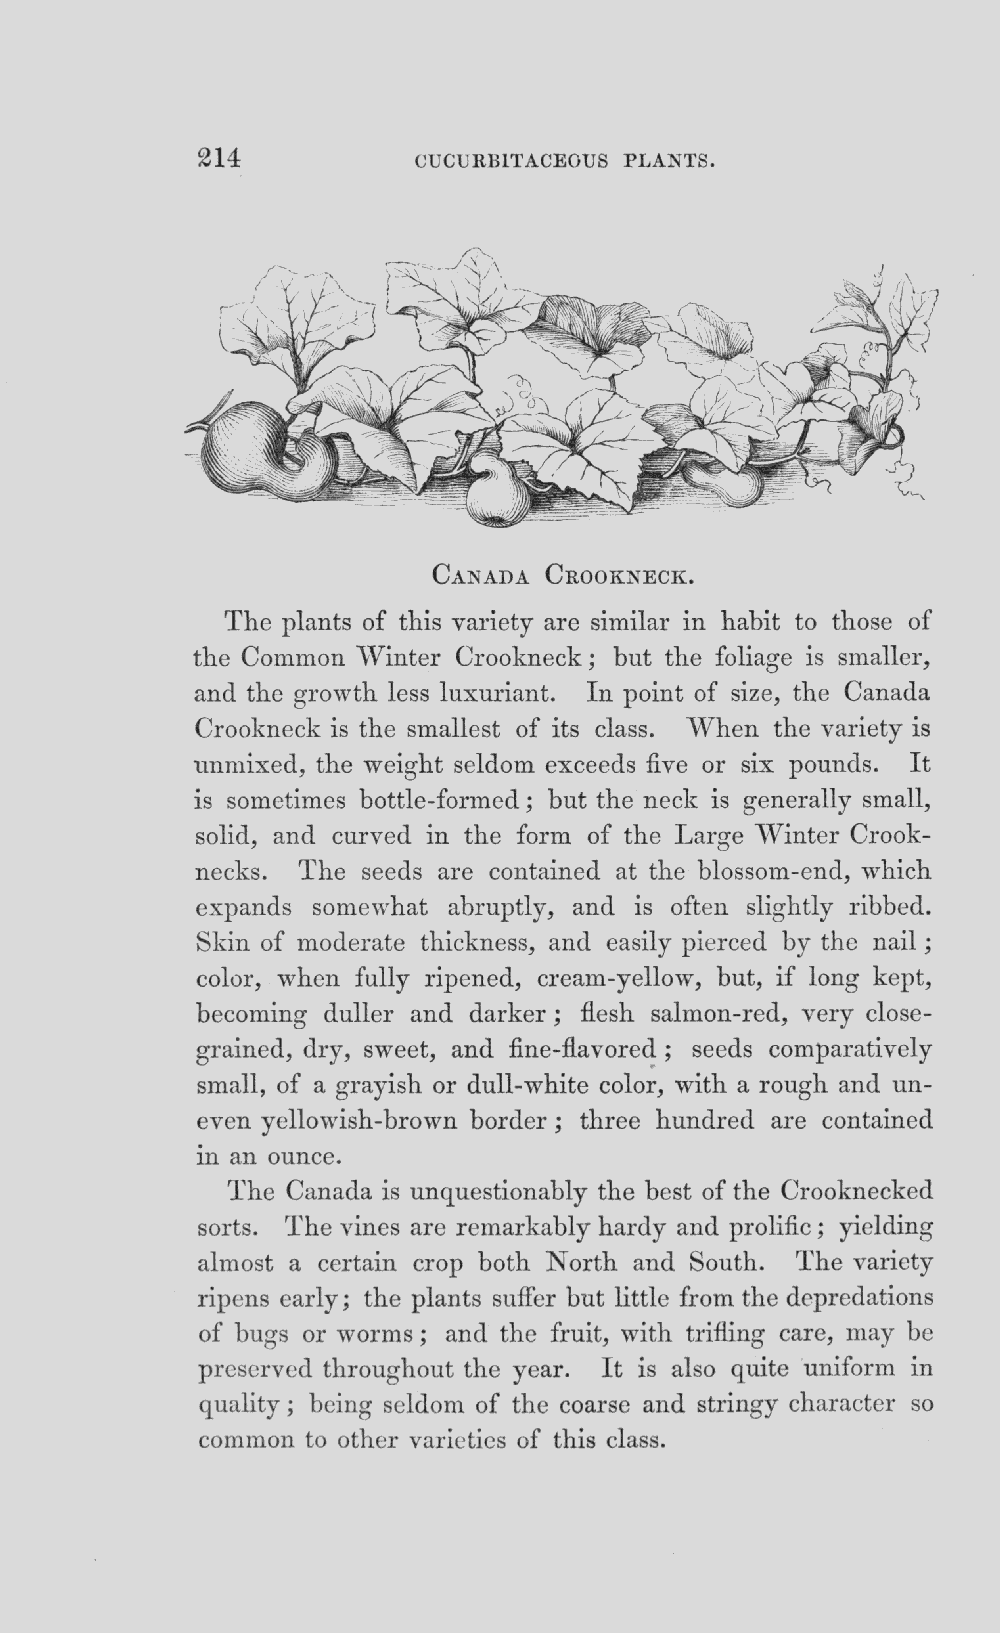 214
CUCURBITACEOUS PLANTS.
CANADA CROOKNECK.
The plants of this variety are similar in habit to those of
the Common Winter Crookneck; but the foliage is smaller,
and the growth less luxuriant. In point of size, the Canada
Crookneck is the smallest of its class. When the variety is
unmixed, the weight seldom exceeds five or six pounds. It
is sometimes bottle-formed; but the neck is generally small,
solid, and curved in the form of the Large Winter Crook-
necks. The seeds are contained at the blossom-end, which
expands somewhat abruptly, and is often slightly ribbed.
Skin of moderate thickness, and easily pierced by the nail;
color, when fully ripened, cream-yellow, but, if long kept,
becoming duller and darker; flesh salmon-red, very close-
grained, dry, sweet, and fine-flavored; seeds comparatively
small, of a grayish or dull-white color, with a rough and un-
even yellowish-brown border; three hundred are contained
in an ounce.
The Canada is unquestionably the best of the Crooknecked
sorts. The vines are remarkably hardy and prolific; yielding
almost a certain crop both North and South. The variety
ripens early; the plants suffer but little from the depredations
of bugs or worms; and the fruit, with trifling care, may be
preserved throughout the year. It is also quite uniform in
quality; being seldom of the coarse and stringy character so
common to other varieties of this class.